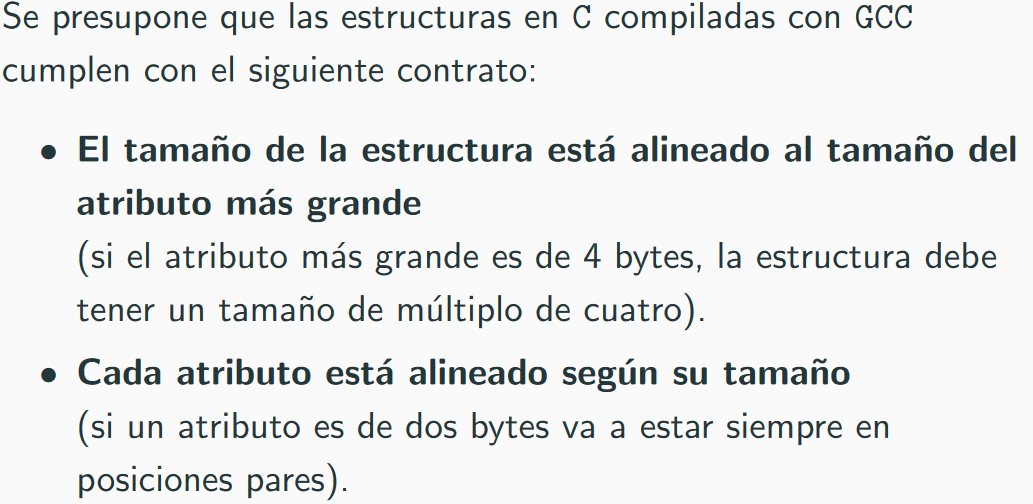 Se presupone que las estructuras en C compiladas con GCC
cumplen con el siguiente contrato:
• El tamaño de la estructura está alineado al tamaño del
atributo más grande
(si el atributo más grande es de 4 bytes, la estructura debe
tener un tamaño de múltiplo de cuatro).
• Cada atributo está alineado según su tamaño
(si un atributo es de dos bytes va a estar siempre en
posiciones pares).